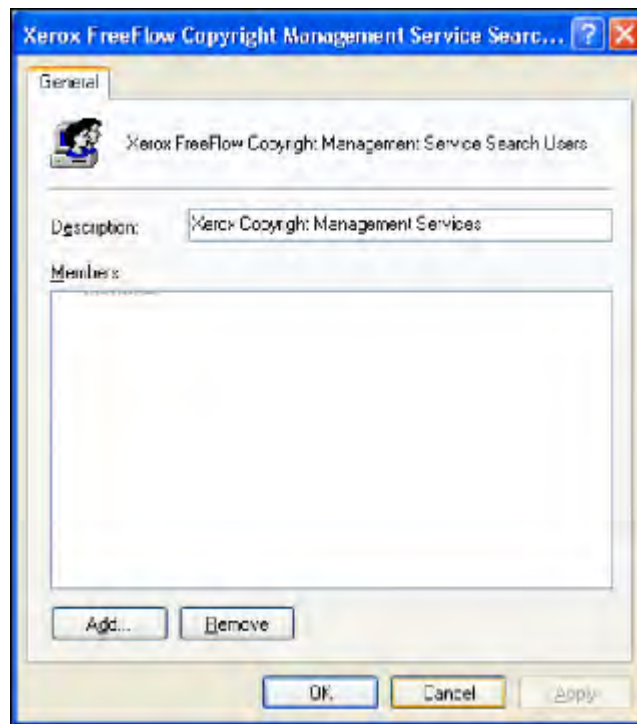 Xerox FreeFlow Copyright Management Service Searc... ?
General
Xerox FreeFlow Copyright Management Service Search Users
Description: Xerox Copyright Management Services
Members
Add... Remove
OK Cancel Apply